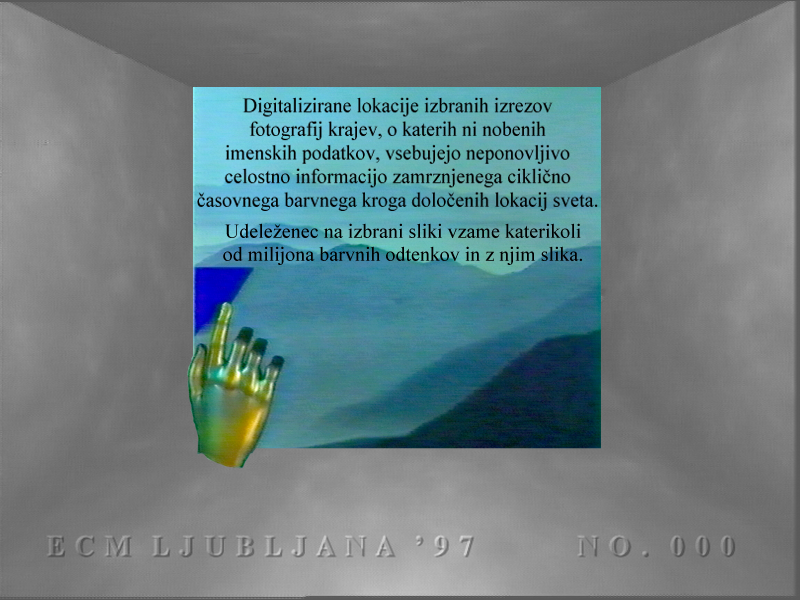 Digitalizirane lokacije izbranih izrezov
fotografij krajev, o katerih ni nobenih
imenskih podatkov, vsebujejo neponovljivo
celostno informacijo zamrznjenega ciklično
časovnega barvnega kroga določenih lokacij sveta.
Udeleženec na izbrani sliki vzame katerikoli
od milijona barvnih odtenkov in z njim slika.
ECM LJUBLJANA ’97 NO. 000